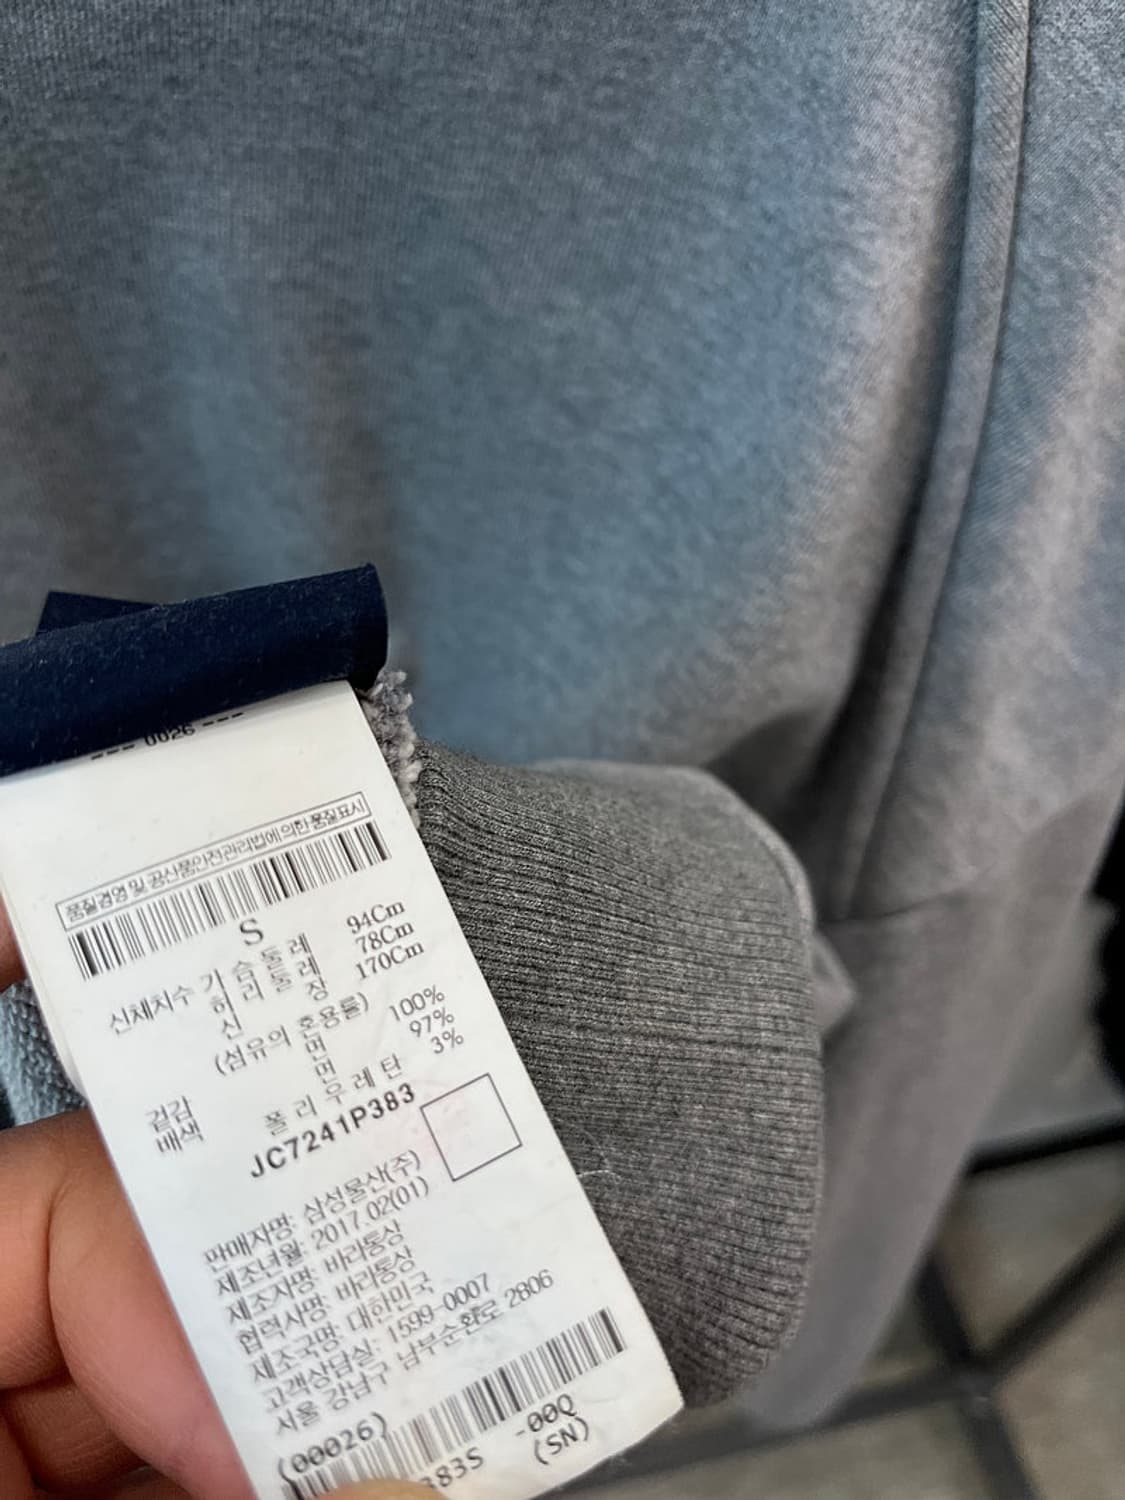 --- 0026 ---
품질경영 및 공산품안전관리법에 의한 품질표시
S
신체치수 가 슴 둘 레 94Cm
허 리 둘 레 78Cm
신 장 170Cm
(섬유의 혼용률)
겉감 면 100%
배색 면 97%
폴 리 우 레 탄 3%
JC7241P383
판매자명: 삼성물산(주)
제조년월: 2017.02(01)
제조자명: 바리통상
협력사명: 바리통상
제조국명: 대한민국
고객상담실: 1599-0007
서울 강남구 남부순환로 2806
(00026)
383S -00Q
(SN)